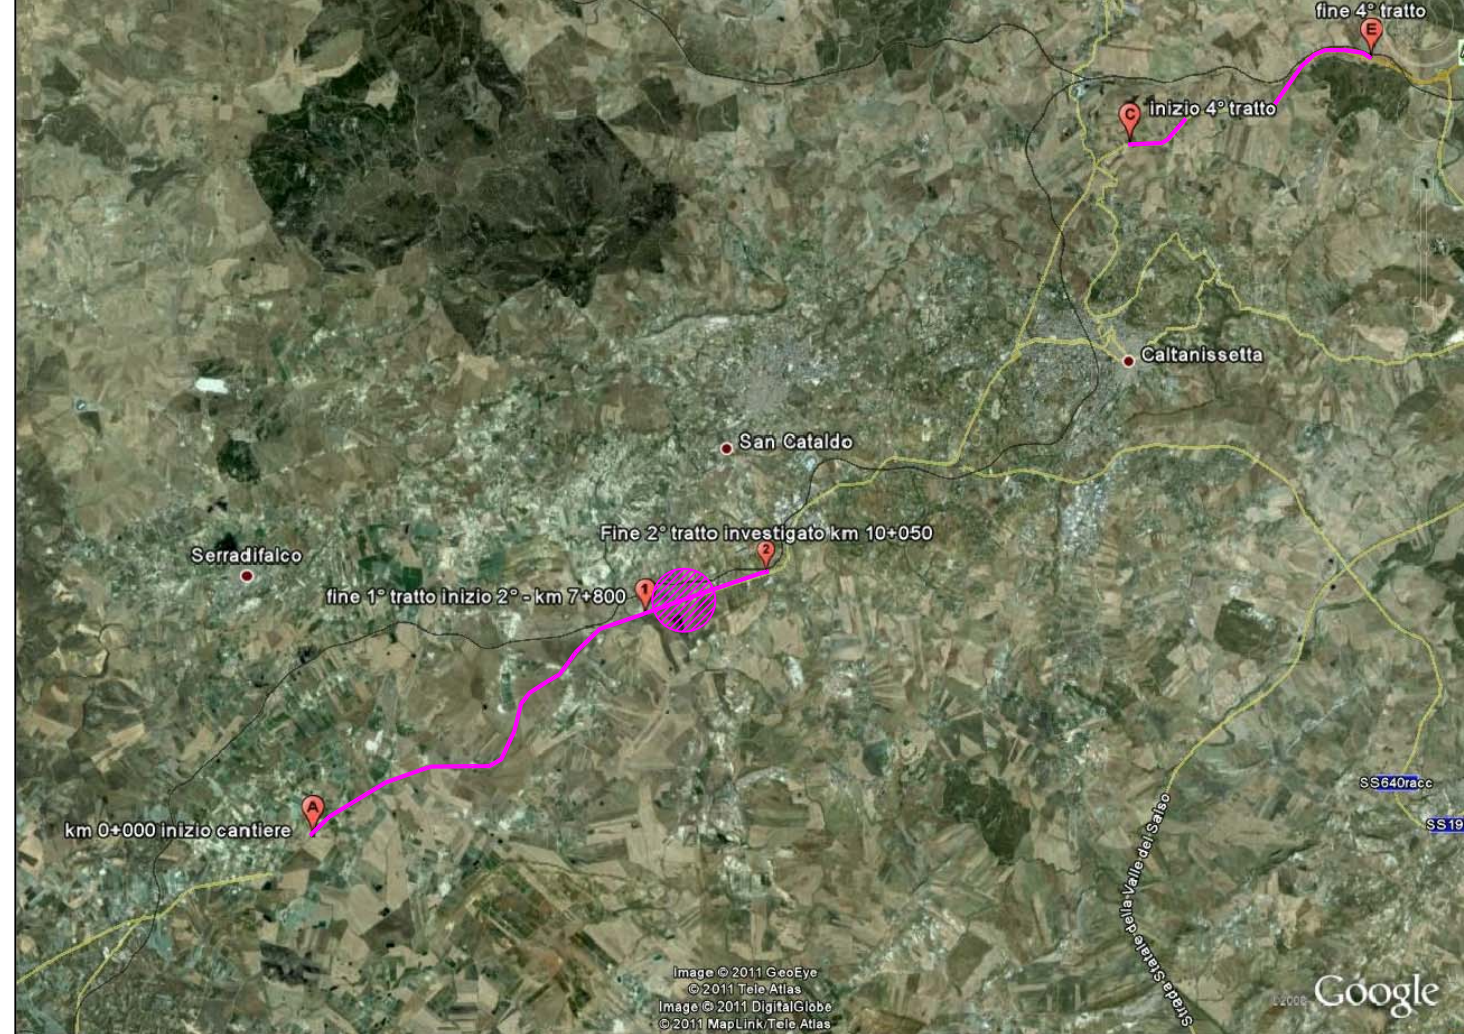 fine 4° tratto
E
C
inizio 4° tratto
Caltanissetta
San Cataldo
Fine 2° tratto investigato km 10+050
2
Serradifalco
1
fine 1° tratto inizio 2° - km 7+800
SS640racc
A
km 0+000 inizio cantiere
SS19
Strada Statale della Valle del Salso
Image © 2011 GeoEye
© 2011 Tele Atlas
Image © 2011 DigitalGlobe
© 2011 MapLink/Tele Atlas
Google